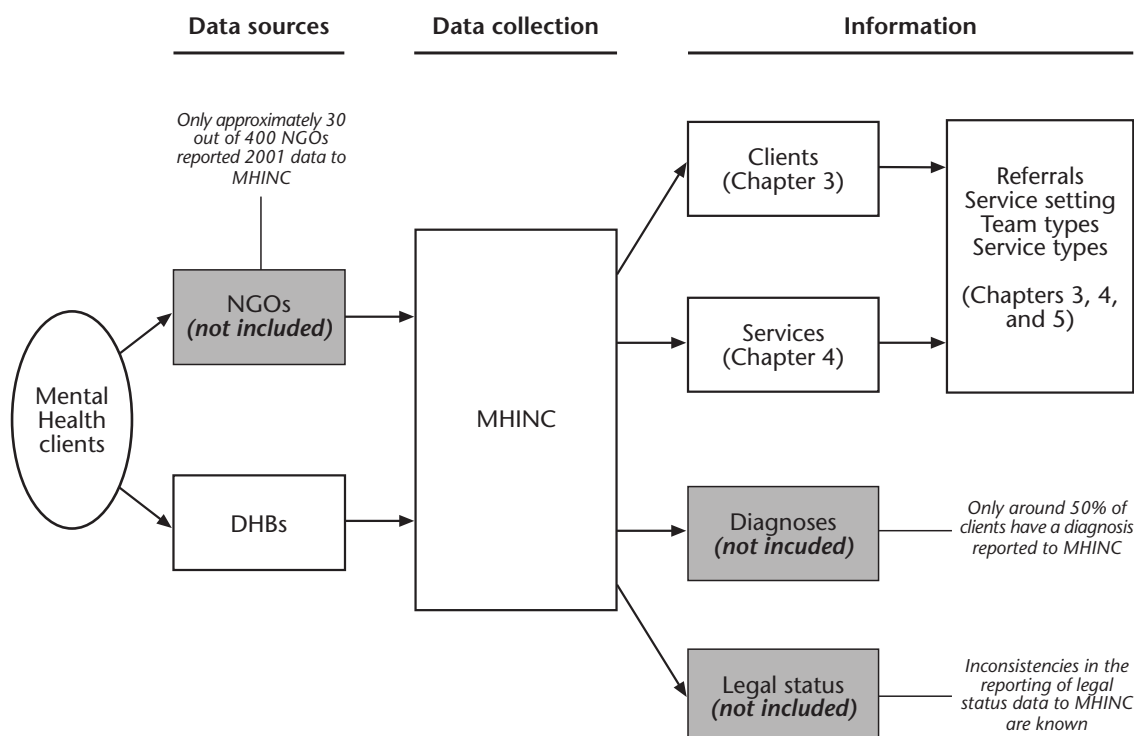 Data sources
Data collection
Information
Only approximately 30
out of 400 NGOs
reported 2001 data to
MHINC
NGOs
(not included)
Mental
Health
clients
DHBs
MHINC
Clients
(Chapter 3)
Services
(Chapter 4)
Referrals
Service setting
Team types
Service types
(Chapters 3, 4,
and 5)
Diagnoses
(not incuded)
Only around 50% of
clients have a diagnosis
reported to MHINC
Legal status
(not included)
Inconsistencies in the
reporting of legal
status data to MHINC
are known